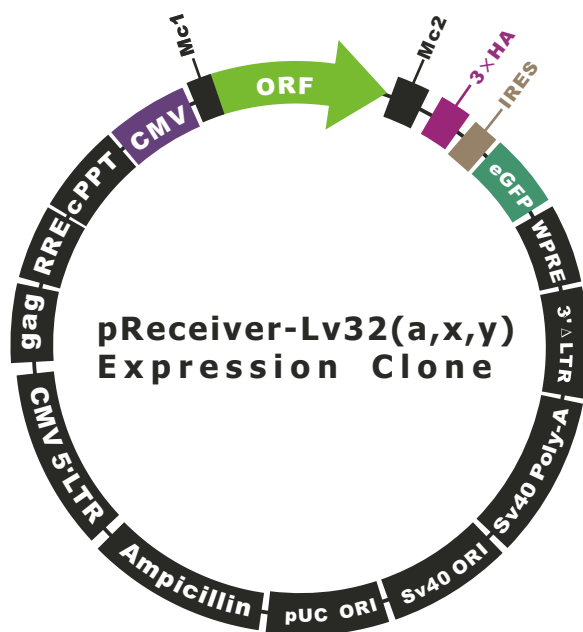 Mc1
ORF
Mc2
3×HA
IRES
eGFP
WPRE
3' △LTR
Sv40 Poly-A
Sv40 ORI
pUC ORI
Ampicillin
CMV 5'LTR
gag
RRE
cPPT
CMV
pReceiver-Lv32(a,x,y)
Expression Clone